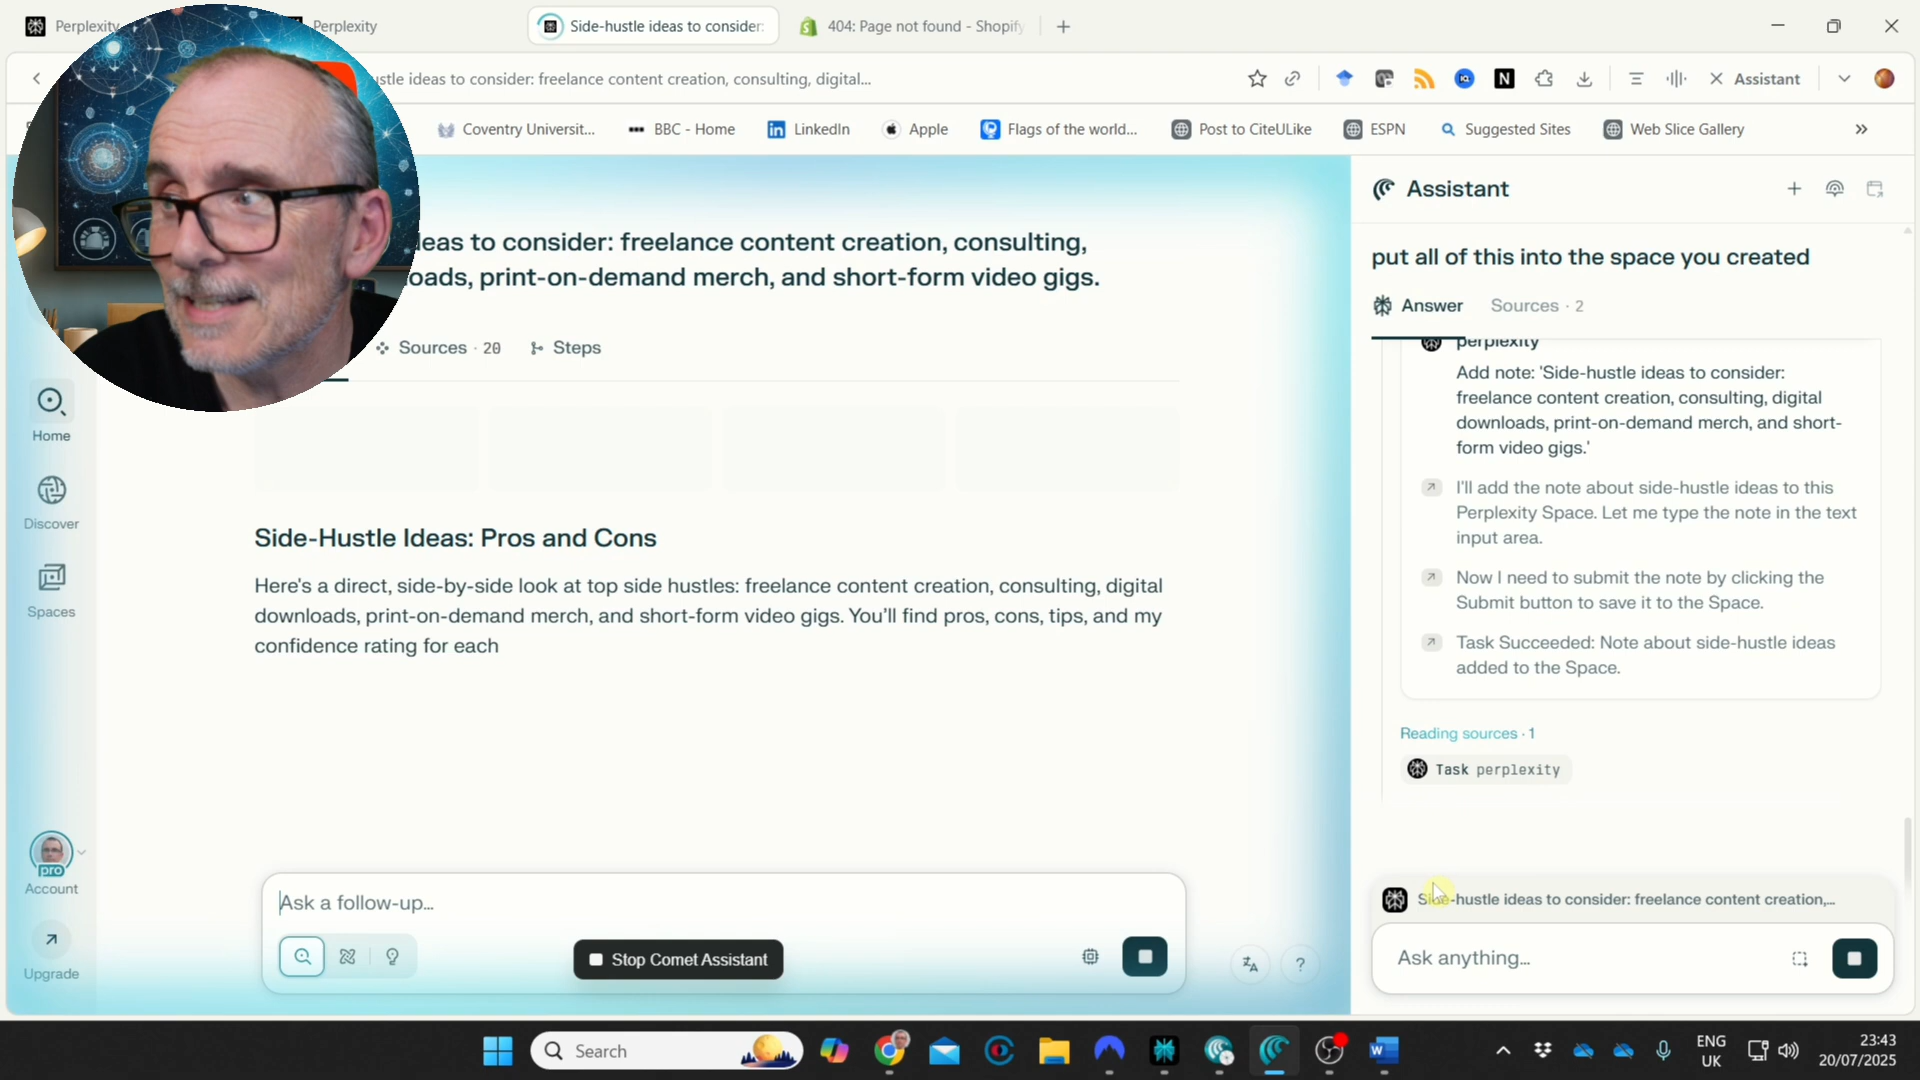 Perplexity
Perplexity
Side-hustle ideas to consider:
404: Page not found - Shopify
stle ideas to consider: freelance content creation, consulting, digital...
Assistant
Coventry Universit...
BBC - Home
LinkedIn
Apple
Flags of the world...
Post to CiteULike
ESPN
Suggested Sites
Web Slice Gallery
deas to consider: freelance content creation, consulting,
loads, print-on-demand merch, and short-form video gigs.
Sources · 20
Steps
Home
Discover
Spaces
pro
Account
Upgrade
Side-Hustle Ideas: Pros and Cons
Here's a direct, side-by-side look at top side hustles: freelance content creation, consulting, digital
downloads, print-on-demand merch, and short-form video gigs. You'll find pros, cons, tips, and my
confidence rating for each
Ask a follow-up...
Stop Comet Assistant
?
Assistant
put all of this into the space you created
Answer
Sources · 2
perplexity
Add note: 'Side-hustle ideas to consider:
freelance content creation, consulting, digital
downloads, print-on-demand merch, and short-
form video gigs.'
I'll add the note about side-hustle ideas to this
Perplexity Space. Let me type the note in the text
input area.
Now I need to submit the note by clicking the
Submit button to save it to the Space.
Task Succeeded: Note about side-hustle ideas
added to the Space.
Reading sources · 1
Task perplexity
Side-hustle ideas to consider: freelance content creation,...
Ask anything...
Search
ENG
UK
23:43
20/07/2025